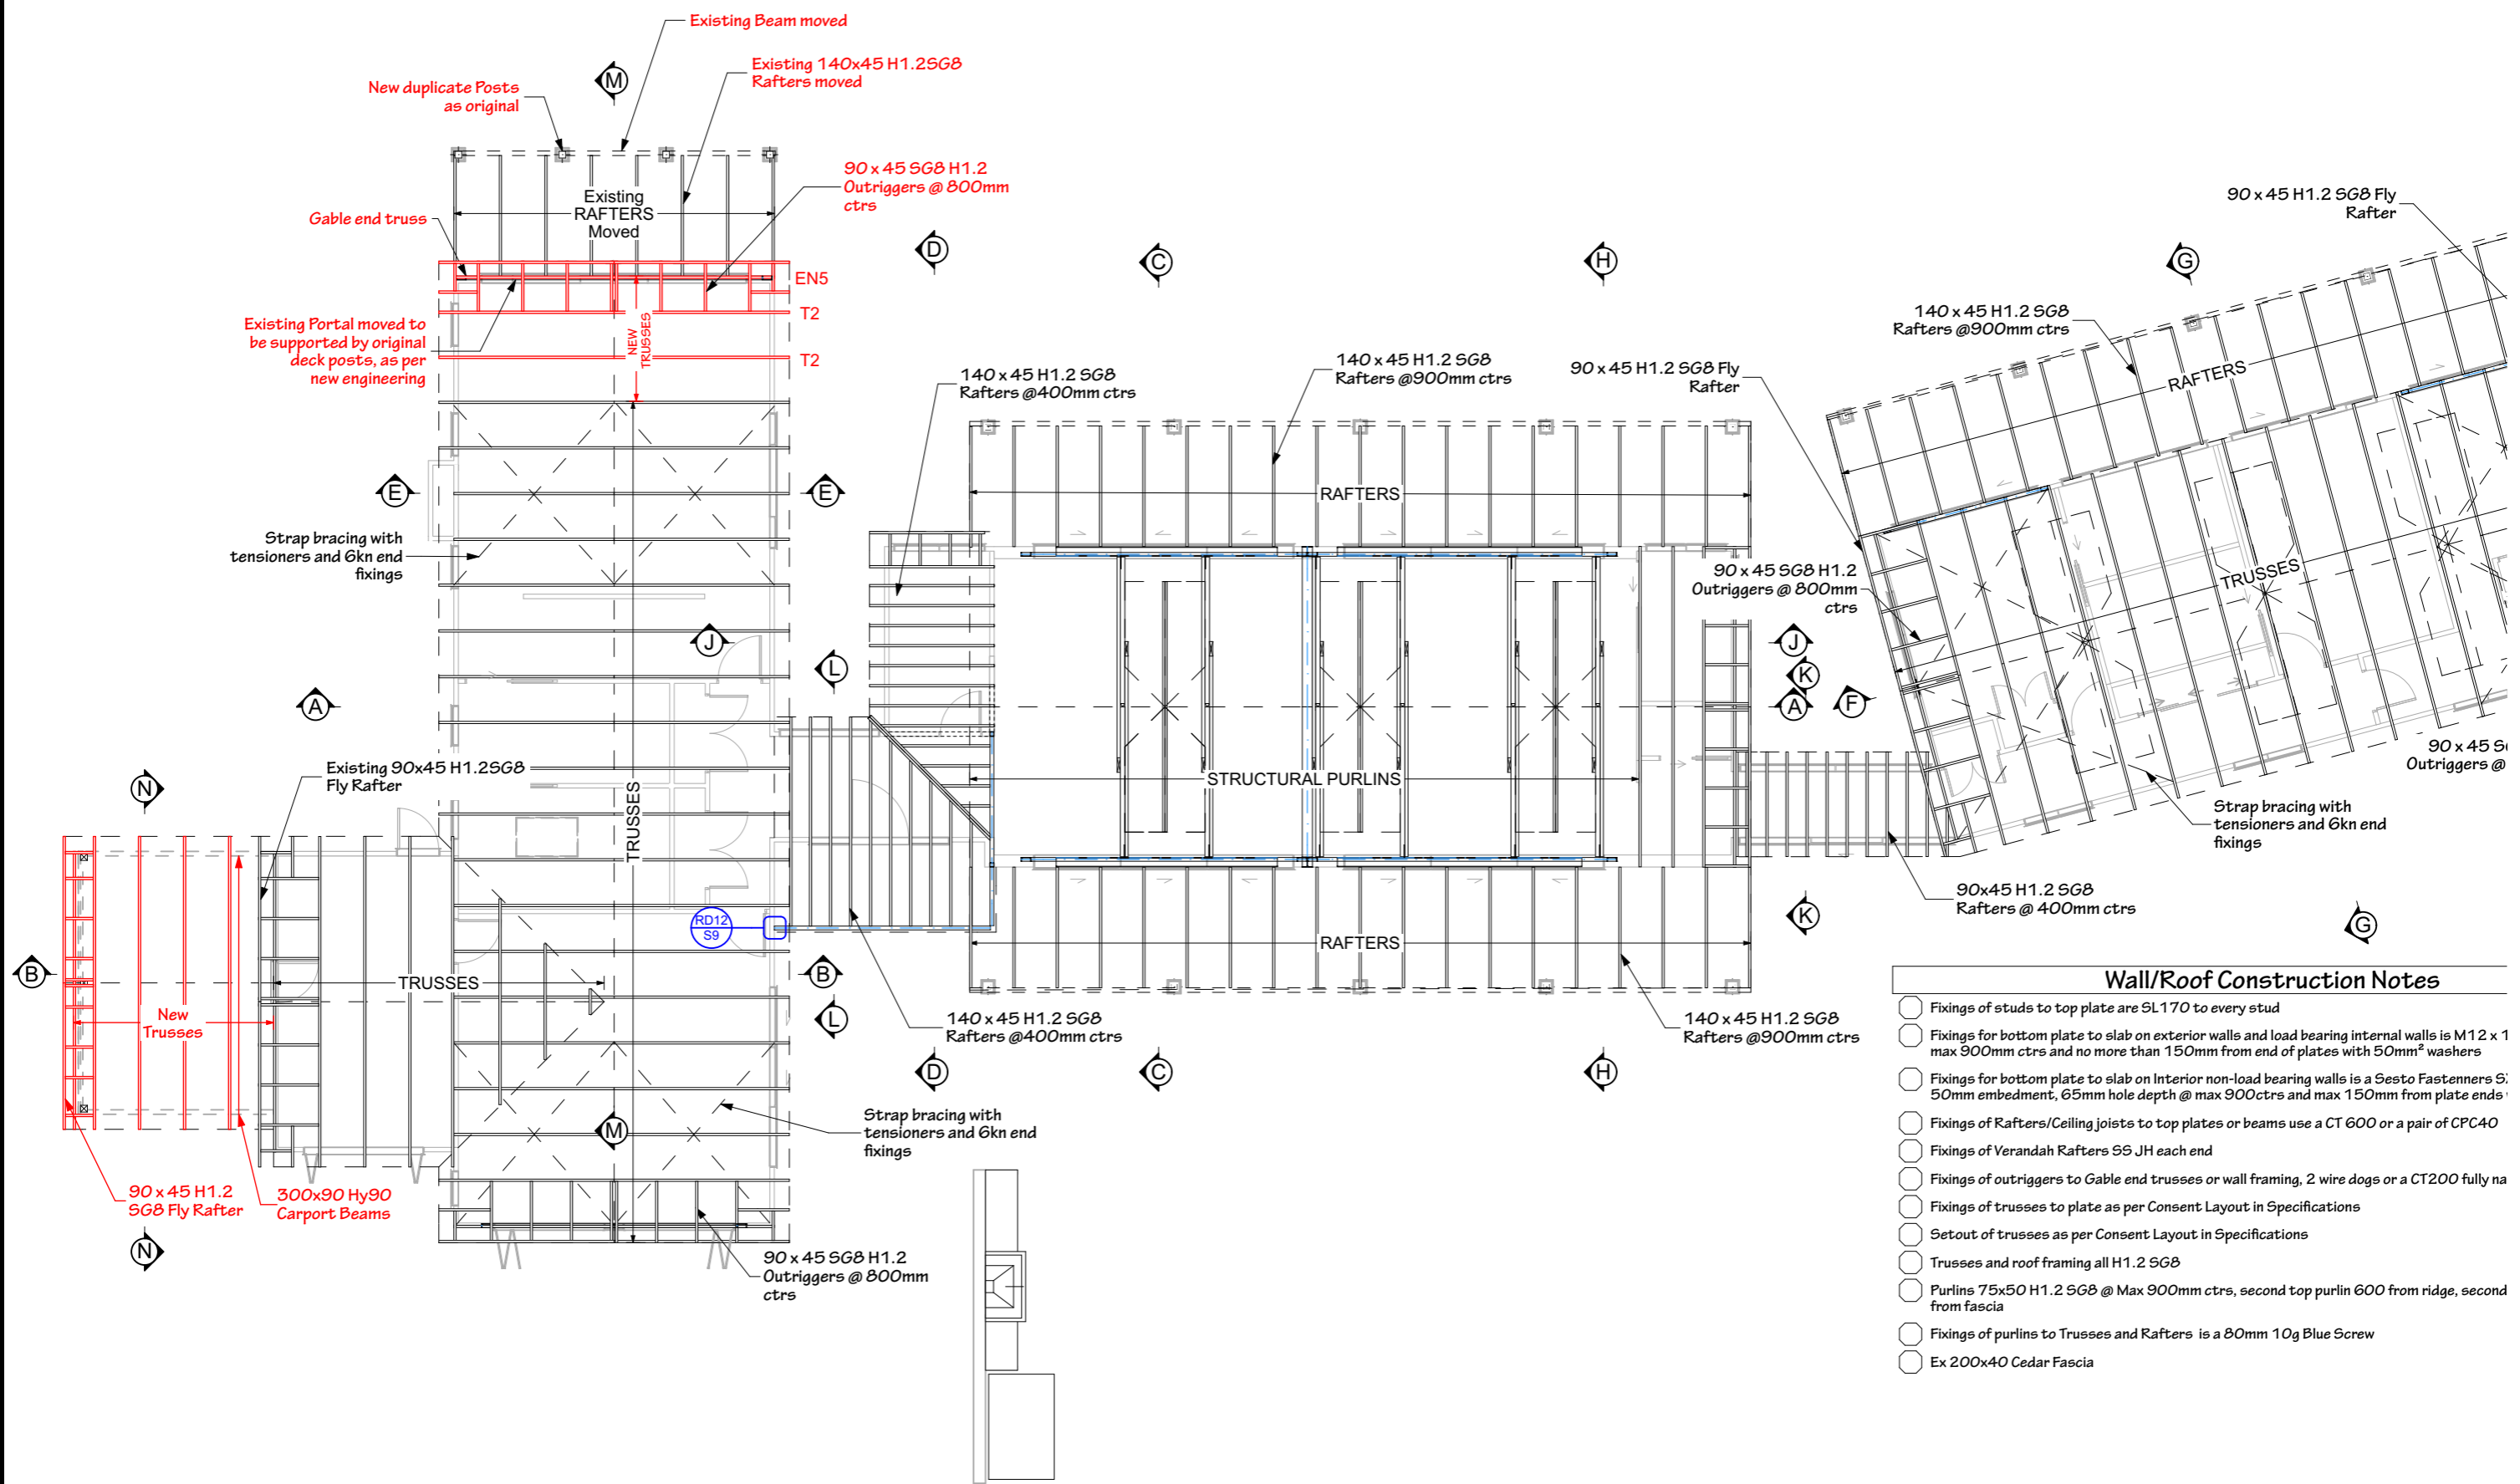 Existing Beam moved
M
Existing 140x45 H1.2SG8
Rafters moved
New duplicate Posts
as original
90 x 45 SG8 H1.2
Outriggers @ 800mm
ctrs
Existing
RAFTERS
Moved
Gable end truss
EN5
T2
T2
NEW
TRUSSES
Existing Portal moved to
be supported by original
deck posts, as per
new engineering
D
C
H
G
90 x 45 H1.2 SG8 Fly
Rafter
140 x 45 H1.2 SG8
Rafters @900mm ctrs
RAFTERS
140 x 45 H1.2 SG8
Rafters @400mm ctrs
140 x 45 H1.2 SG8
Rafters @900mm ctrs
90 x 45 H1.2 SG8 Fly
Rafter
E
E
RAFTERS
Strap bracing with
tensioners and 6kn end
fixings
90 x 45 SG8 H1.2
Outriggers @ 800mm
ctrs
TRUSSES
J
L
A
J
K
A
F
Existing 90x45 H1.2SG8
Fly Rafter
N
TRUSSES
STRUCTURAL PURLINS
90 x 45
Outriggers @
Strap bracing with
tensioners and 6kn end
fixings
90x45 H1.2 SG8
Rafters @ 400mm ctrs
RD12
S9
K
G
RAFTERS
B
TRUSSES
B
New
Trusses
L
140 x 45 H1.2 SG8
Rafters @400mm ctrs
140 x 45 H1.2 SG8
Rafters @900mm ctrs
D
C
H
M
Strap bracing with
tensioners and 6kn end
fixings
90 x 45 H1.2
SG8 Fly Rafter
300x90 Hy90
Carport Beams
N
90 x 45 SG8 H1.2
Outriggers @ 800mm
ctrs
Wall/Roof Construction Notes
Fixings of studs to top plate are SL170 to every stud
Fixings for bottom plate to slab on exterior walls and load bearing internal walls is M12 x 1
max 900mm ctrs and no more than 150mm from end of plates with 50mm² washers
Fixings for bottom plate to slab on Interior non-load bearing walls is a Sesto Fastenners
50mm embedment, 65mm hole depth @ max 900ctrs and max 150mm from plate ends
Fixings of Rafters/Ceiling joists to top plates or beams use a CT 600 or a pair of CPC40
Fixings of Verandah Rafters SS JH each end
Fixings of outriggers to Gable end trusses or wall framing, 2 wire dogs or a CT200 fully na
Fixings of trusses to plate as per Consent Layout in Specifications
Setout of trusses as per Consent Layout in Specifications
Trusses and roof framing all H1.2 SG8
Purlins 75x50 H1.2 SG8 @ Max 900mm ctrs, second top purlin 600 from ridge, second
from fascia
Fixings of purlins to Trusses and Rafters is a 80mm 10g Blue Screw
Ex 200x40 Cedar Fascia